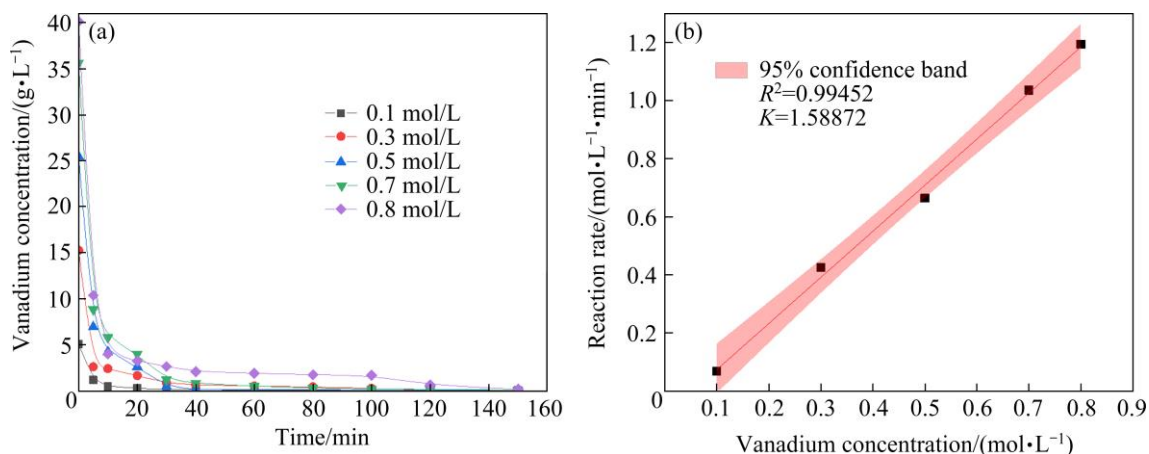 (a)
Vanadium concentration/(g•L⁻¹)
40
35
30
25
20
15
10
5
0
20
40
60
80
100
120
140
160
Time/min
0.1 mol/L
0.3 mol/L
0.5 mol/L
0.7 mol/L
0.8 mol/L
(b)
Reaction rate/(mol•L⁻¹•min⁻¹)
1.2
1.0
0.8
0.6
0.4
0.2
0
0.1
0.2
0.3
0.4
0.5
0.6
0.7
0.8
0.9
Vanadium concentration/(mol•L⁻¹)
95% confidence band
R²=0.99452
K=1.58872